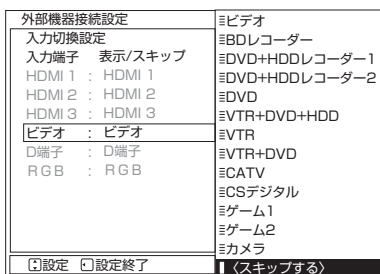 外部機器接続設定
入力切換設定
入力端子 表示/スキップ
HDMI 1 : HDMI 1
HDMI 2 : HDMI 2
HDMI 3 : HDMI 3
ビデオ : ビデオ
D端子 : D端子
RGB : RGB
設定 設定終了
ビデオ
BDレコーダー
DVD+HDDレコーダー1
DVD+HDDレコーダー2
DVD
VTR+DVD+HDD
VTR
VTR+DVD
CATV
CSデジタル
ゲーム1
ゲーム2
カメラ
〈スキップする〉